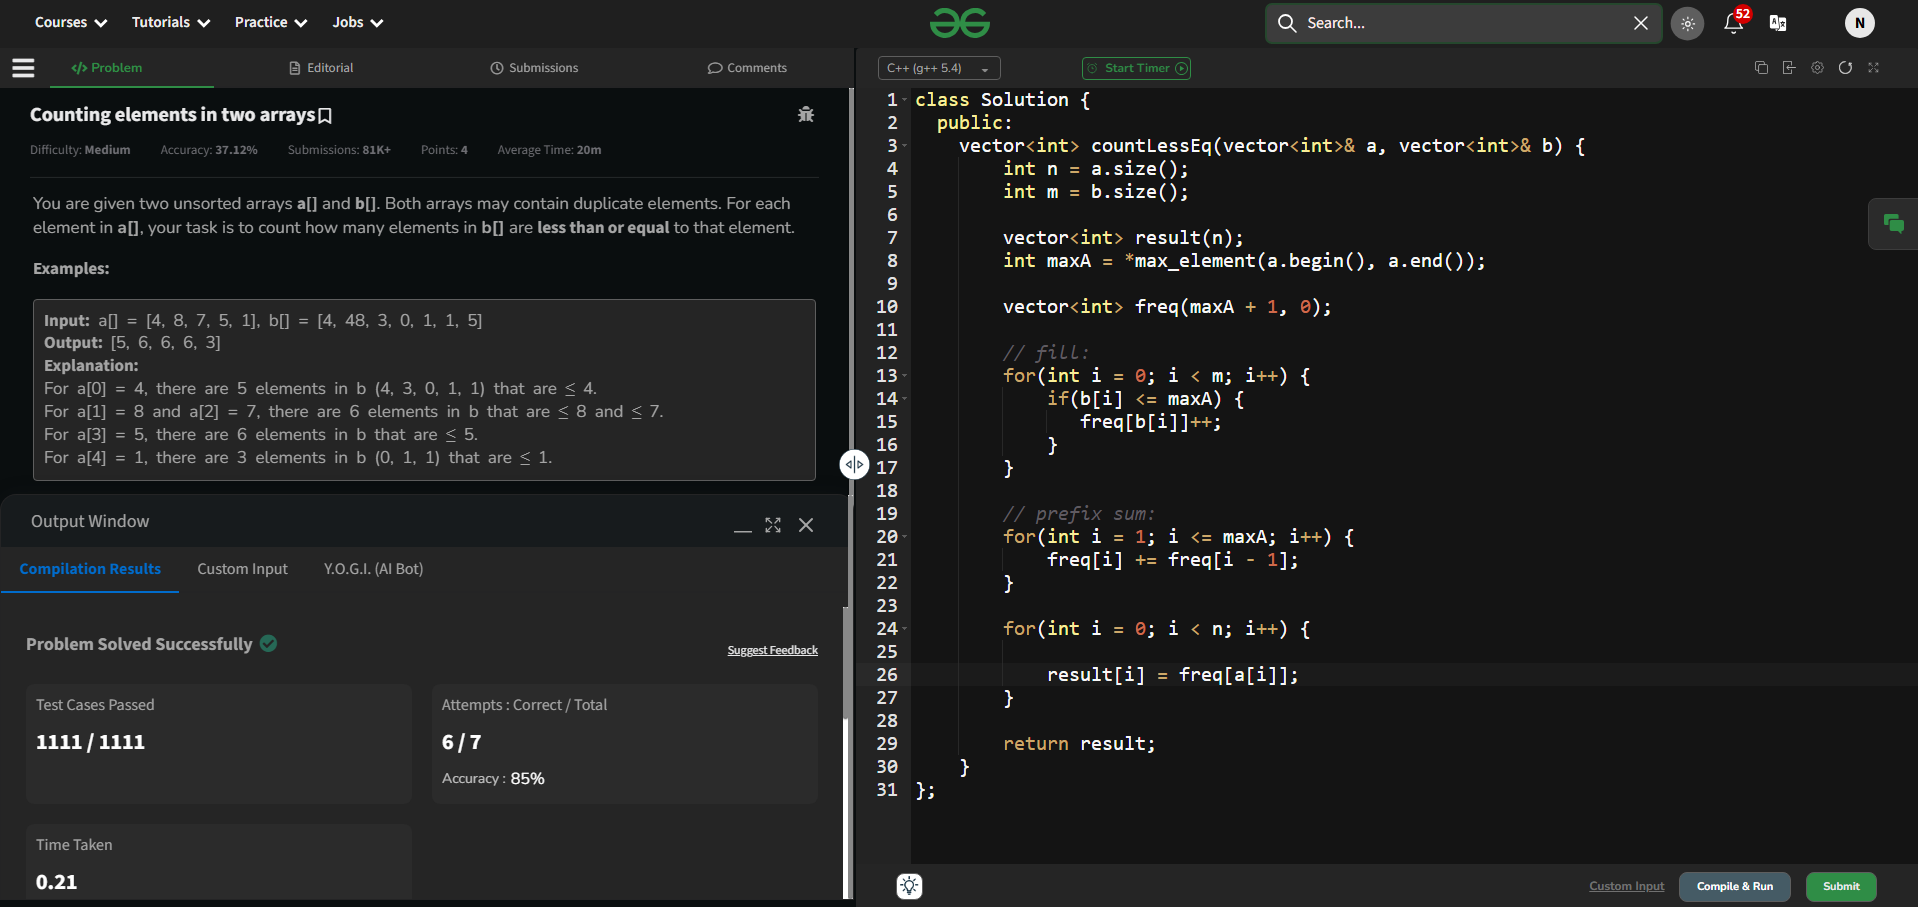 Courses Tutorials Practice Jobs
Search...
52
N
</> Problem Editorial Submissions Comments
C++ (g++ 5.4) Start Timer
Counting elements in two arrays
Difficulty: Medium Accuracy: 37.12% Submissions: 81K+ Points: 4 Average Time: 20m
You are given two unsorted arrays a[] and b[]. Both arrays may contain duplicate elements. For each
element in a[], your task is to count how many elements in b[] are less than or equal to that element.
Examples:
Input: a[] = [4, 8, 7, 5, 1], b[] = [4, 48, 3, 0, 1, 1, 5]
Output: [5, 6, 6, 6, 3]
Explanation:
For a[0] = 4, there are 5 elements in b (4, 3, 0, 1, 1) that are ≤ 4.
For a[1] = 8 and a[2] = 7, there are 6 elements in b that are ≤ 8 and ≤ 7.
For a[3] = 5, there are 6 elements in b that are ≤ 5.
For a[4] = 1, there are 3 elements in b (0, 1, 1) that are ≤ 1.
Output Window
Compilation Results Custom Input Y.O.G.I. (AI Bot)
Problem Solved Successfully
Suggest Feedback
Test Cases Passed
1111 / 1111
Attempts : Correct / Total
6 / 7
Accuracy : 85%
Time Taken
0.21
1 class Solution {
2 public:
3 vector<int> countLessEq(vector<int>& a, vector<int>& b) {
4 int n = a.size();
5 int m = b.size();
6
7 vector<int> result(n);
8 int maxA = *max_element(a.begin(), a.end());
9
10 vector<int> freq(maxA + 1, 0);
11
12 // fill:
13 for(int i = 0; i < m; i++) {
14 if(b[i] <= maxA) {
15 freq[b[i]]++;
16 }
17 }
18
19 // prefix sum:
20 for(int i = 1; i <= maxA; i++) {
21 freq[i] += freq[i - 1];
22 }
23
24 for(int i = 0; i < n; i++) {
25
26 result[i] = freq[a[i]];
27 }
28
29 return result;
30 }
31 };
Custom Input Compile & Run Submit